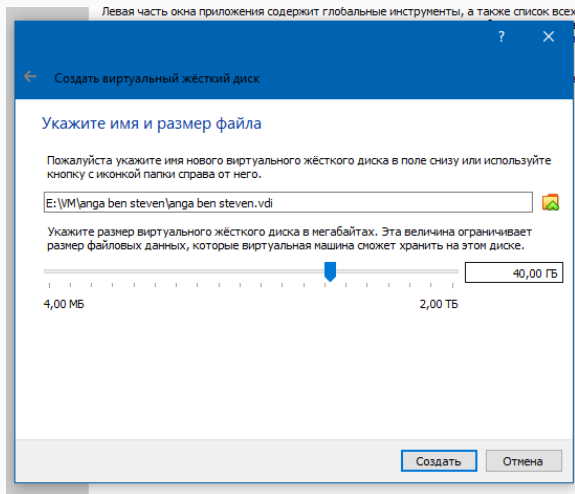 Левая часть окна приложения содержит глобальные инструменты, а также список всех
?
Создать виртуальный жёсткий диск
Укажите имя и размер файла
Пожалуйста укажите имя нового виртуального жёсткого диска в поле снизу или используйте
кнопку с иконкой папки справа от него.
E:\VM\anga ben steven\anga ben steven.vdi
Укажите размер виртуального жёсткого диска в мегабайтах. Эта величина ограничивает
размер файловых данных, которые виртуальная машина сможет хранить на этом диске.
40,00 ГБ
4,00 МБ 2,00 ТБ
Создать Отмена